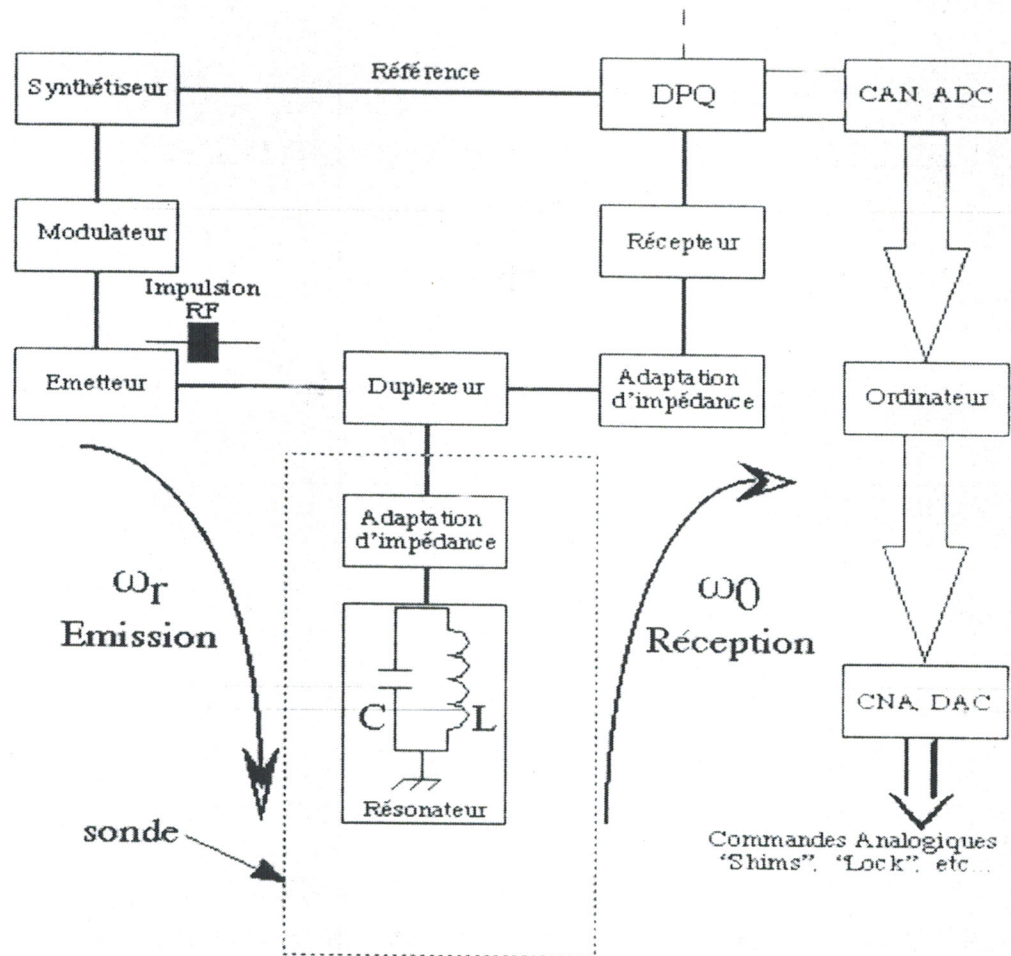 Synthétiseur
Référence
DPQ
CAN, ADC
Modulateur
Récepteur
Impulsion
RF
Emetteur
Duplexeur
Adaptation
d'impédance
Ordinateur
Adaptation
d'impédance
ωr
Emission
ω0
Réception
C
L
Résonateur
CNA, DAC
sonde
Commandes Analogiques
“Shims”, “Lock”, etc...